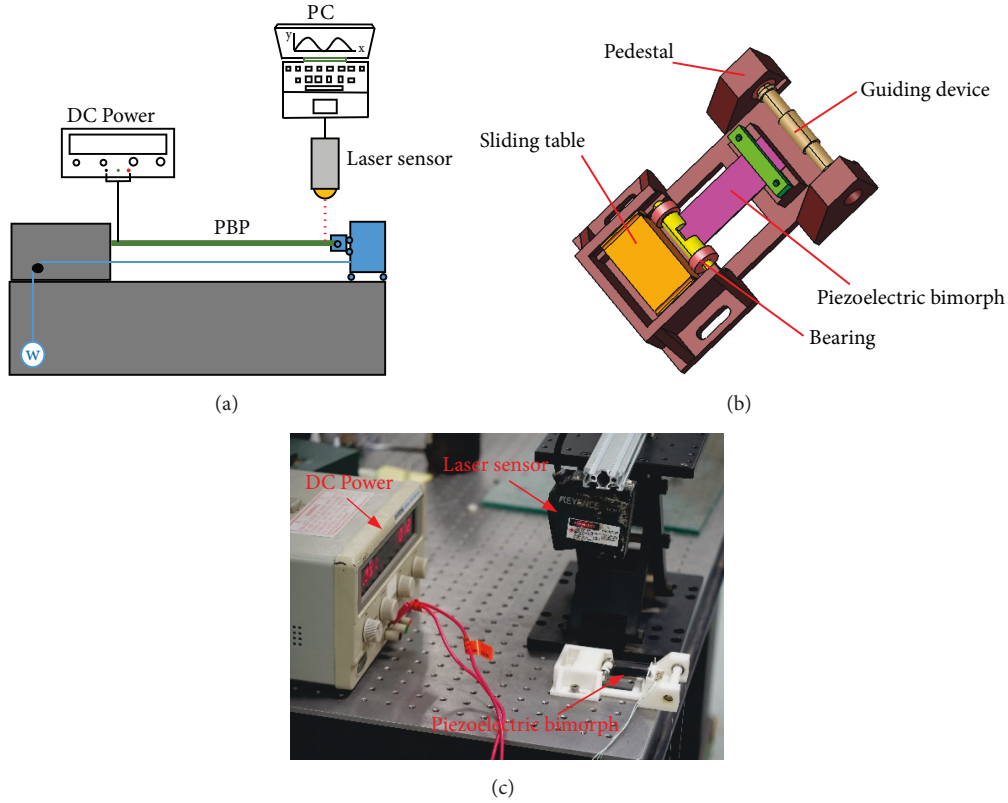 PC
y
x
DC Power
Laser sensor
PBP
w
(a)
Pedestal
Guiding device
Sliding table
Piezoelectric bimorph
Bearing
(b)
Laser sensor
DC Power
KEYENCE
Piezoelectric bimorph
(c)